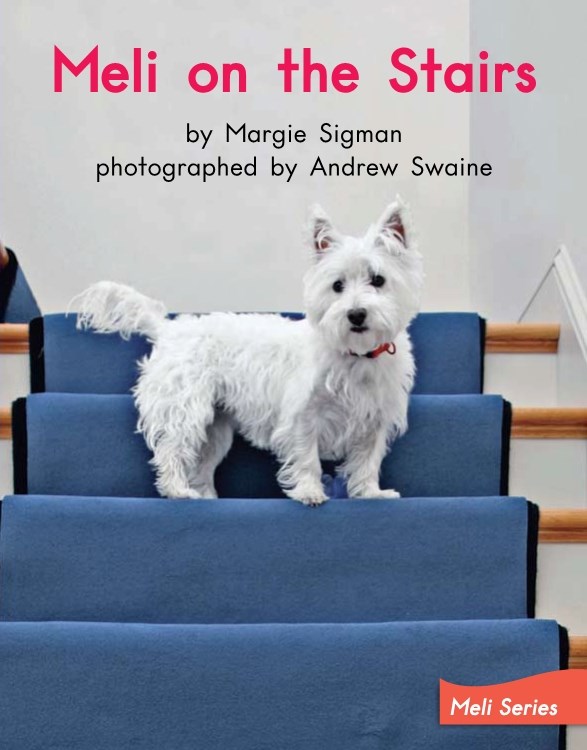 Meli on the Stairs
by Margie Sigman
photographed by Andrew Swaine
Meli Series